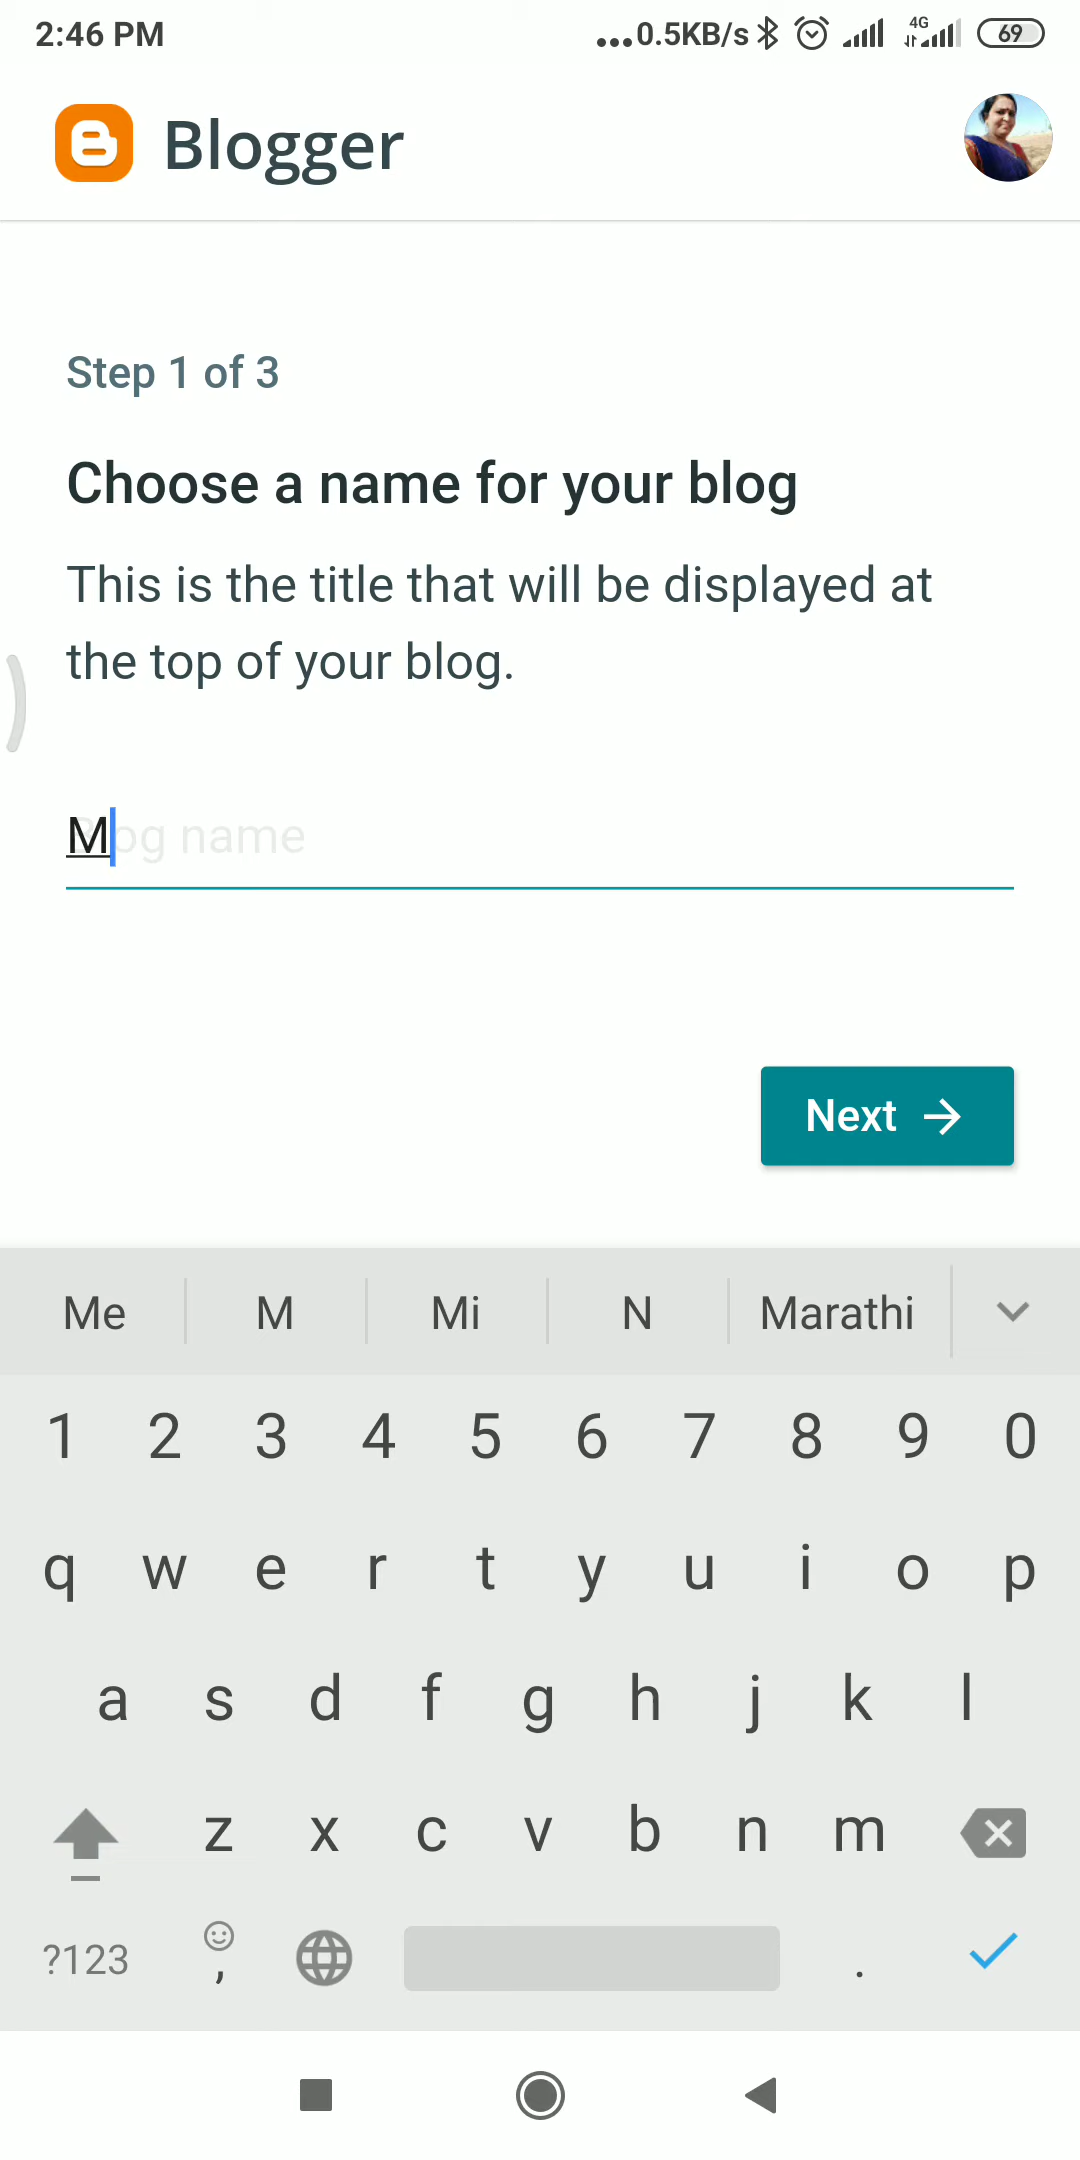 2:46 PM
...0.5KB/s 4G 69
Blogger
Step 1 of 3
Choose a name for your blog
This is the title that will be displayed at
the top of your blog.
M
og name
Next
Me M Mi N Marathi
1 2 3 4 5 6 7 8 9 0
q w e r t y u i o p
a s d f g h j k l
z x c v b n m
?123 , .